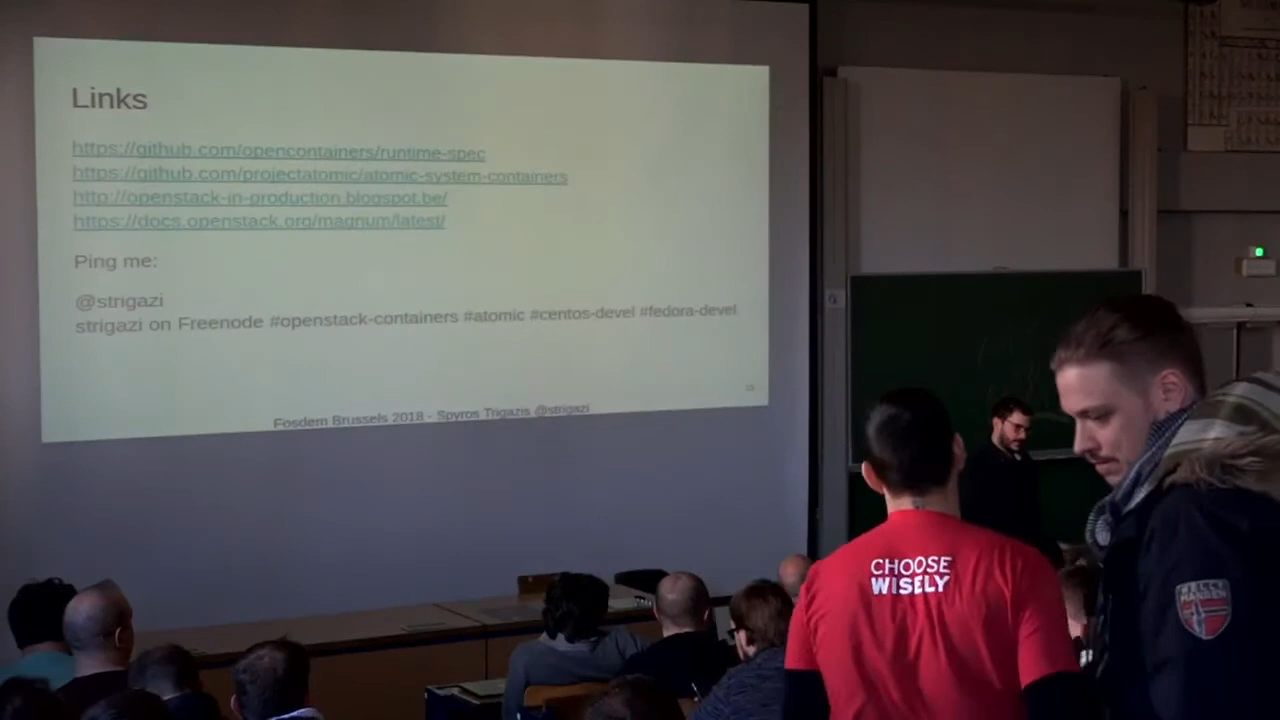 Links
https://github.com/opencontainers/runtime-spec
https://github.com/projectatomic/atomic-system-containers
http://openstack-in-production.blogspot.be/
https://docs.openstack.org/magnum/latest/
Ping me:
@strigazi
strigazi on Freenode #openstack-containers #atomic #centos-devel #fedora-devel
15
Fosdem Brussels 2018 - Spyros Trigazis @strigazi
CHOOSE
WISELY